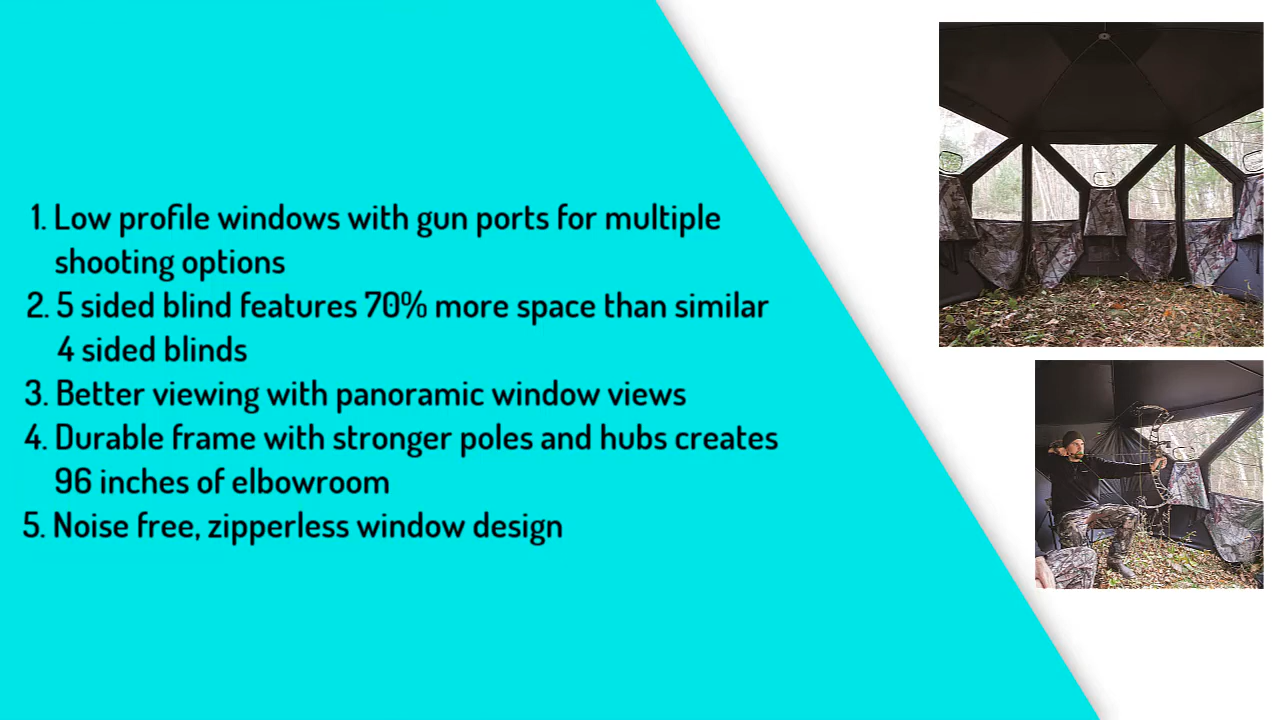 1. Low profile windows with gun ports for multiple
shooting options
2. 5 sided blind features 70% more space than similar
4 sided blinds
3. Better viewing with panoramic window views
4. Durable frame with stronger poles and hubs creates
96 inches of elbowroom
5. Noise free, zipperless window design